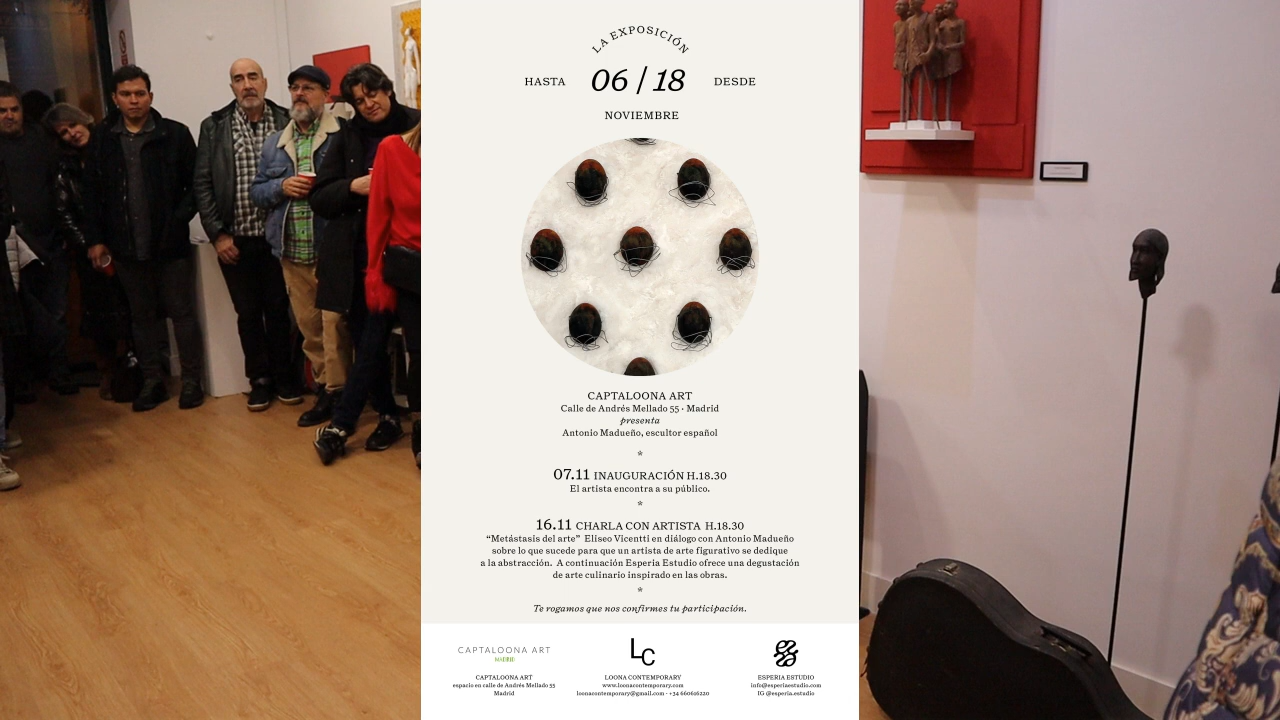 LA EXPOSICIÓN
HASTA 06 / 18 DESDE
NOVIEMBRE
CAPTALOONA ART
Calle de Andrés Mellado 55 · Madrid
presenta
Antonio Madueño, escultor español
*
07.11 INAUGURACIÓN H.18.30
El artista encontra a su público.
*
16.11 CHARLA CON ARTISTA H.18.30
“Metástasis del arte” Eliseo Vicentti en diálogo con Antonio Madueño
sobre lo que sucede para que un artista de arte figurativo se dedique
a la abstracción. A continuación Esperia Estudio ofrece una degustación
de arte culinario inspirado en las obras.
*
Te rogamos que nos confirmes tu participación.
CAPTALOONA ART
MADRID
CAPTALOONA ART
espacio en calle de Andrés Mellado 55
Madrid
LC
LOONA CONTEMPORARY
www.loonacontemporary.com
loonacontemporary@gmail.com - +34 660616220
ESPERIA ESTUDIO
info@esperiaestudio.com
IG @esperia.estudio